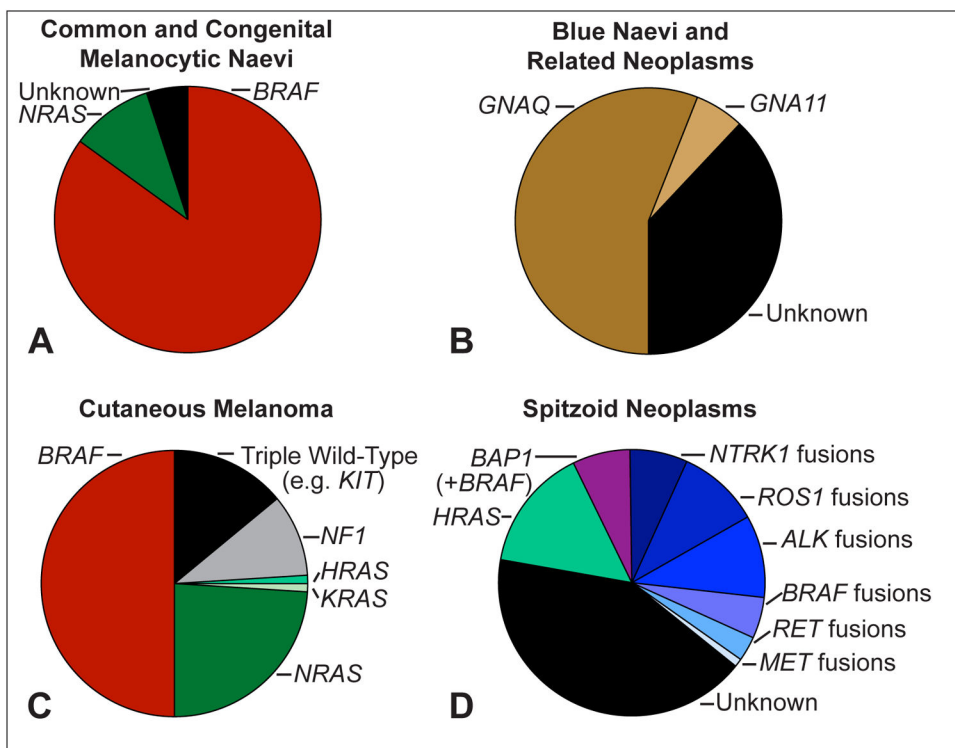 Common and Congenital
Melanocytic Naevi
Unknown
BRAF
NRAS
A
Blue Naevi and
Related Neoplasms
GNAQ
GNA11
Unknown
B
Cutaneous Melanoma
BRAF
Triple Wild-Type
(e.g. KIT)
NF1
HRAS
KRAS
NRAS
C
Spitzoid Neoplasms
BAP1
(+BRAF)
HRAS
NTRK1 fusions
ROS1 fusions
ALK fusions
BRAF fusions
RET fusions
MET fusions
Unknown
D